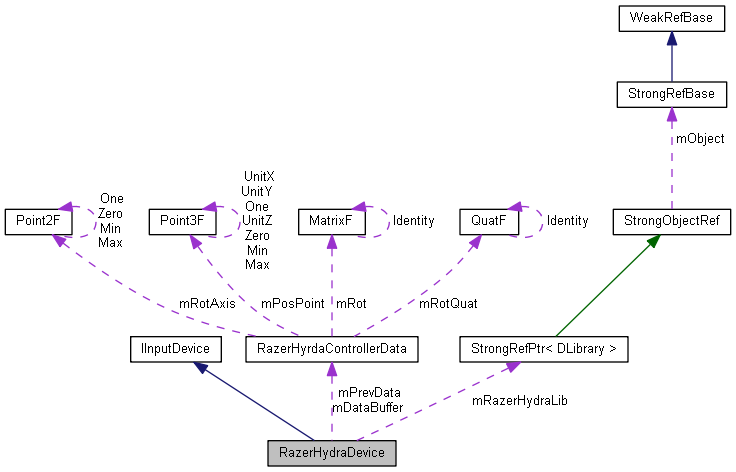 WeakRefBase
StrongRefBase
mObject
UnitX
UnitY
One
UnitZ
Zero
Min
Max
One
Zero
Min
Max
Point2F
Point3F
MatrixF
Identity
QuatF
Identity
StrongObjectRef
mRotAxis
mPosPoint
mRot
mRotQuat
IInputDevice
RazerHyrdaControllerData
StrongRefPtr< DLibrary >
mPrevData
mDataBuffer
mRazerHydraLib
RazerHydraDevice